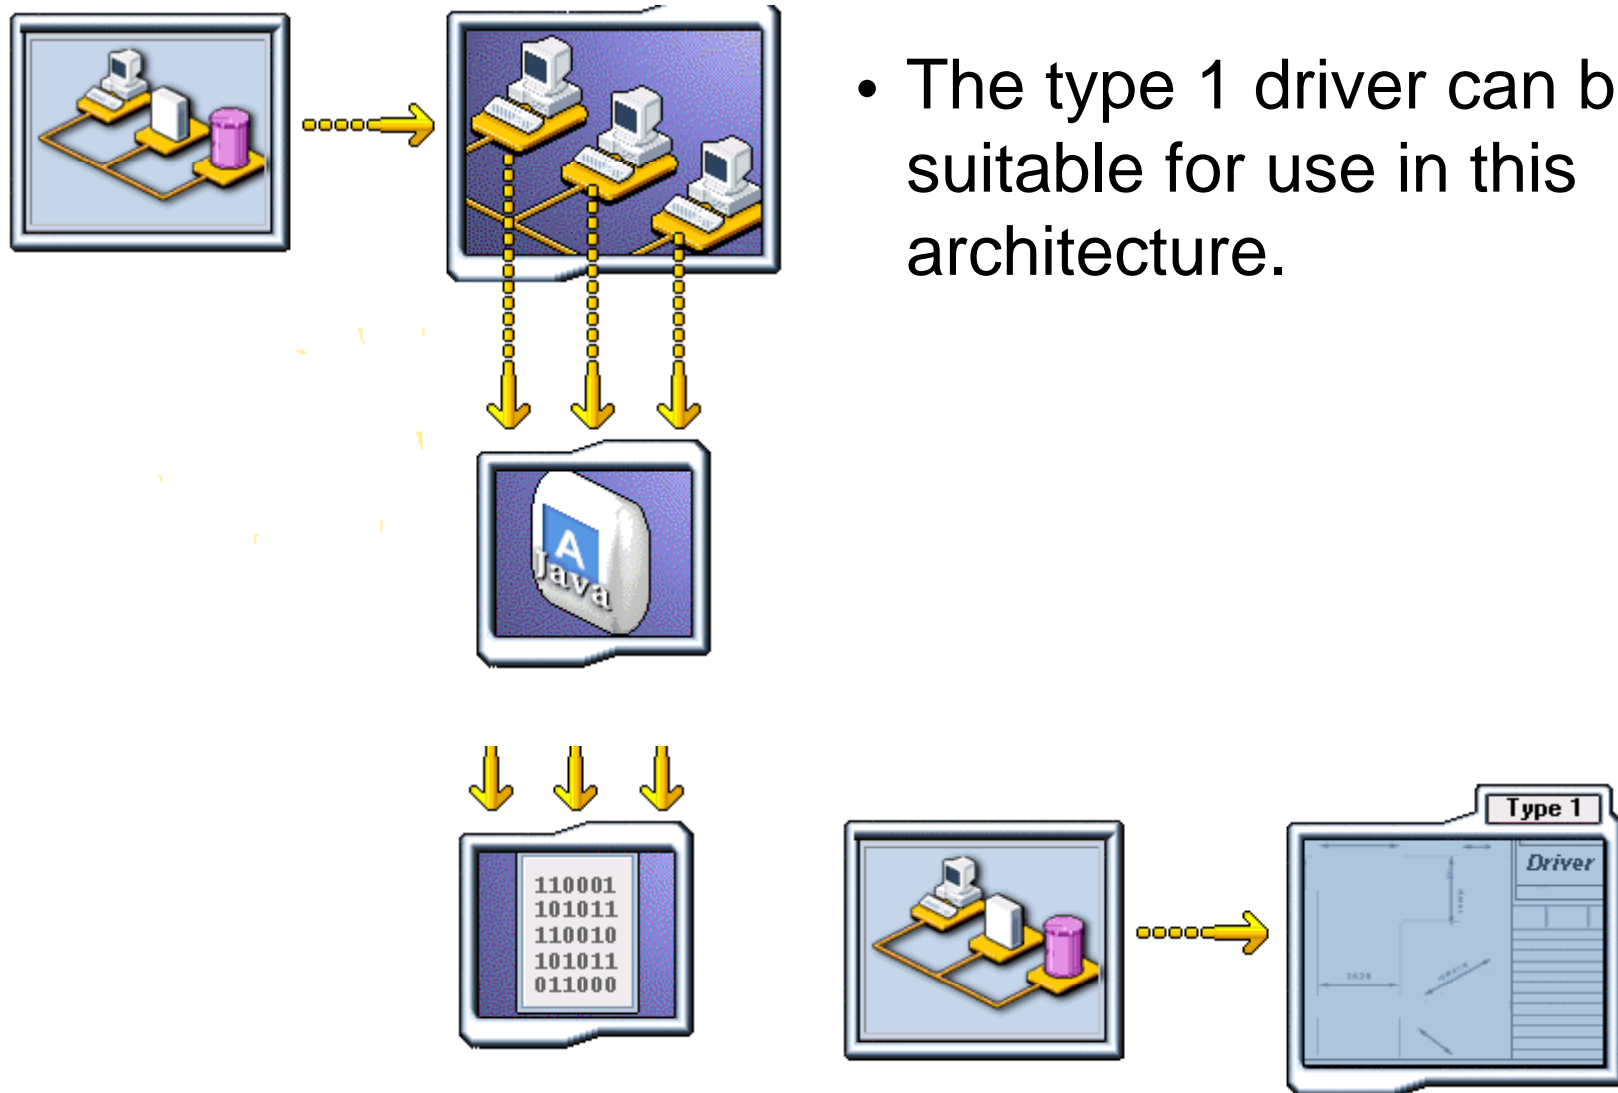 • The type 1 driver can b
suitable for use in this
architecture.
A
Java
110001
101011
110010
101011
011000
Type 1
Driver